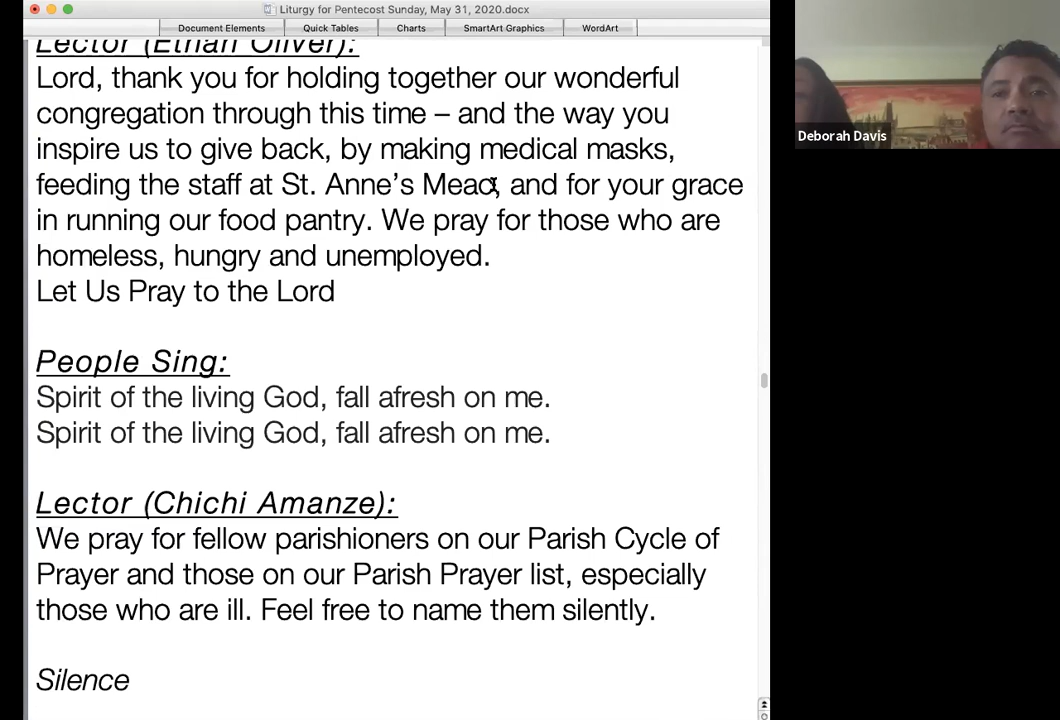 Liturgy for Pentecost Sunday, May 31, 2020.docx
Document Elements Quick Tables Charts SmartArt Graphics WordArt
Lector (Ethan Oliver):
Lord, thank you for holding together our wonderful
congregation through this time – and the way you
inspire us to give back, by making medical masks,
feeding the staff at St. Anne’s Mead, and for your grace
in running our food pantry. We pray for those who are
homeless, hungry and unemployed.
Let Us Pray to the Lord
People Sing:
Spirit of the living God, fall afresh on me.
Spirit of the living God, fall afresh on me.
Lector (Chichi Amanze):
We pray for fellow parishioners on our Parish Cycle of
Prayer and those on our Parish Prayer list, especially
those who are ill. Feel free to name them silently.
Silence
Deborah Davis